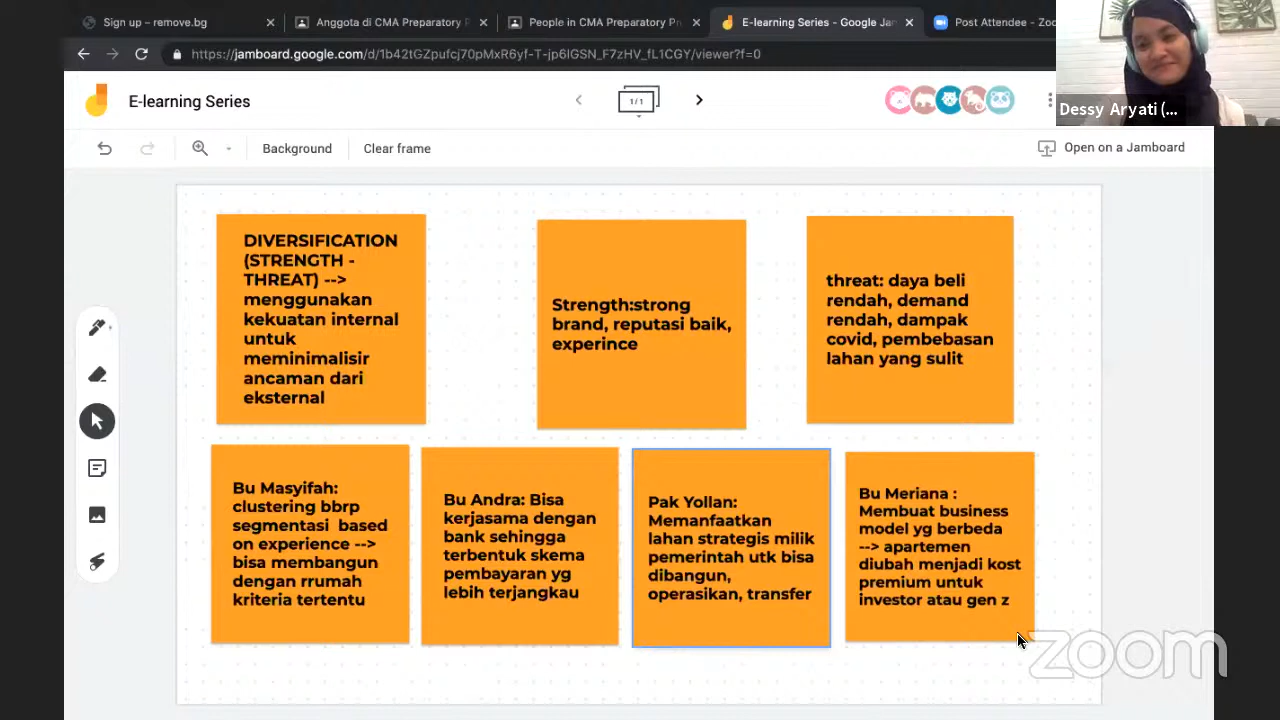 Sign up – remove.bg
Anggota di CMA Preparatory P
People in CMA Preparatory Pr
E-learning Series - Google Jam
Post Attendee - Zoo
https://jamboard.google.com/d/1b42tGZpufcj70pMxR6yf-T-jp6lGSN_F7zHV_fL1CGY/viewer?f=0
Dessy Aryati (...
E-learning Series
1/1
Background
Clear frame
Open on a Jamboard
DIVERSIFICATION
(STRENGTH -
THREAT) -->
menggunakan
kekuatan internal
untuk
meminimalisir
ancaman dari
eksternal
Strength:strong
brand, reputasi baik,
experince
threat: daya beli
rendah, demand
rendah, dampak
covid, pembebasan
lahan yang sulit
Bu Masyifah:
clustering bbrp
segmentasi based
on experience -->
bisa membangun
dengan rrumah
kriteria tertentu
Bu Andra: Bisa
kerjasama dengan
bank sehingga
terbentuk skema
pembayaran yg
lebih terjangkau
Pak Yollan:
Memanfaatkan
lahan strategis milik
pemerintah utk bisa
dibangun,
operasikan, transfer
Bu Meriana :
Membuat business
model yg berbeda
--> apartemen
diubah menjadi kost
premium untuk
investor atau gen z
zoom